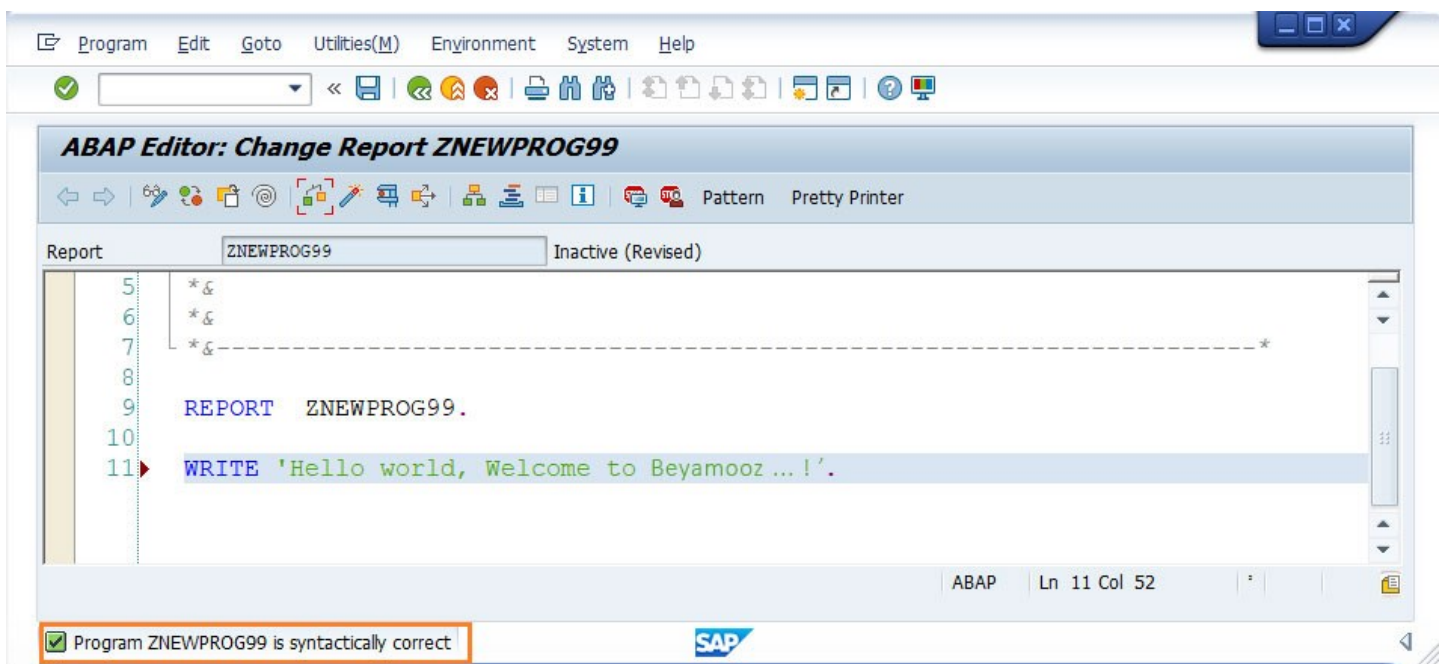 Program Edit Goto Utilities(M) Environment System Help
ABAP Editor: Change Report ZNEWPROG99
Pattern Pretty Printer
Report ZNEWPROG99 Inactive (Revised)
5 *&
6 *&
7 *&---------------------------------------------------------------------*
8
9 REPORT ZNEWPROG99.
10
11 WRITE 'Hello world, Welcome to Beyamooz ...!′.
ABAP Ln 11 Col 52
Program ZNEWPROG99 is syntactically correct
SAP